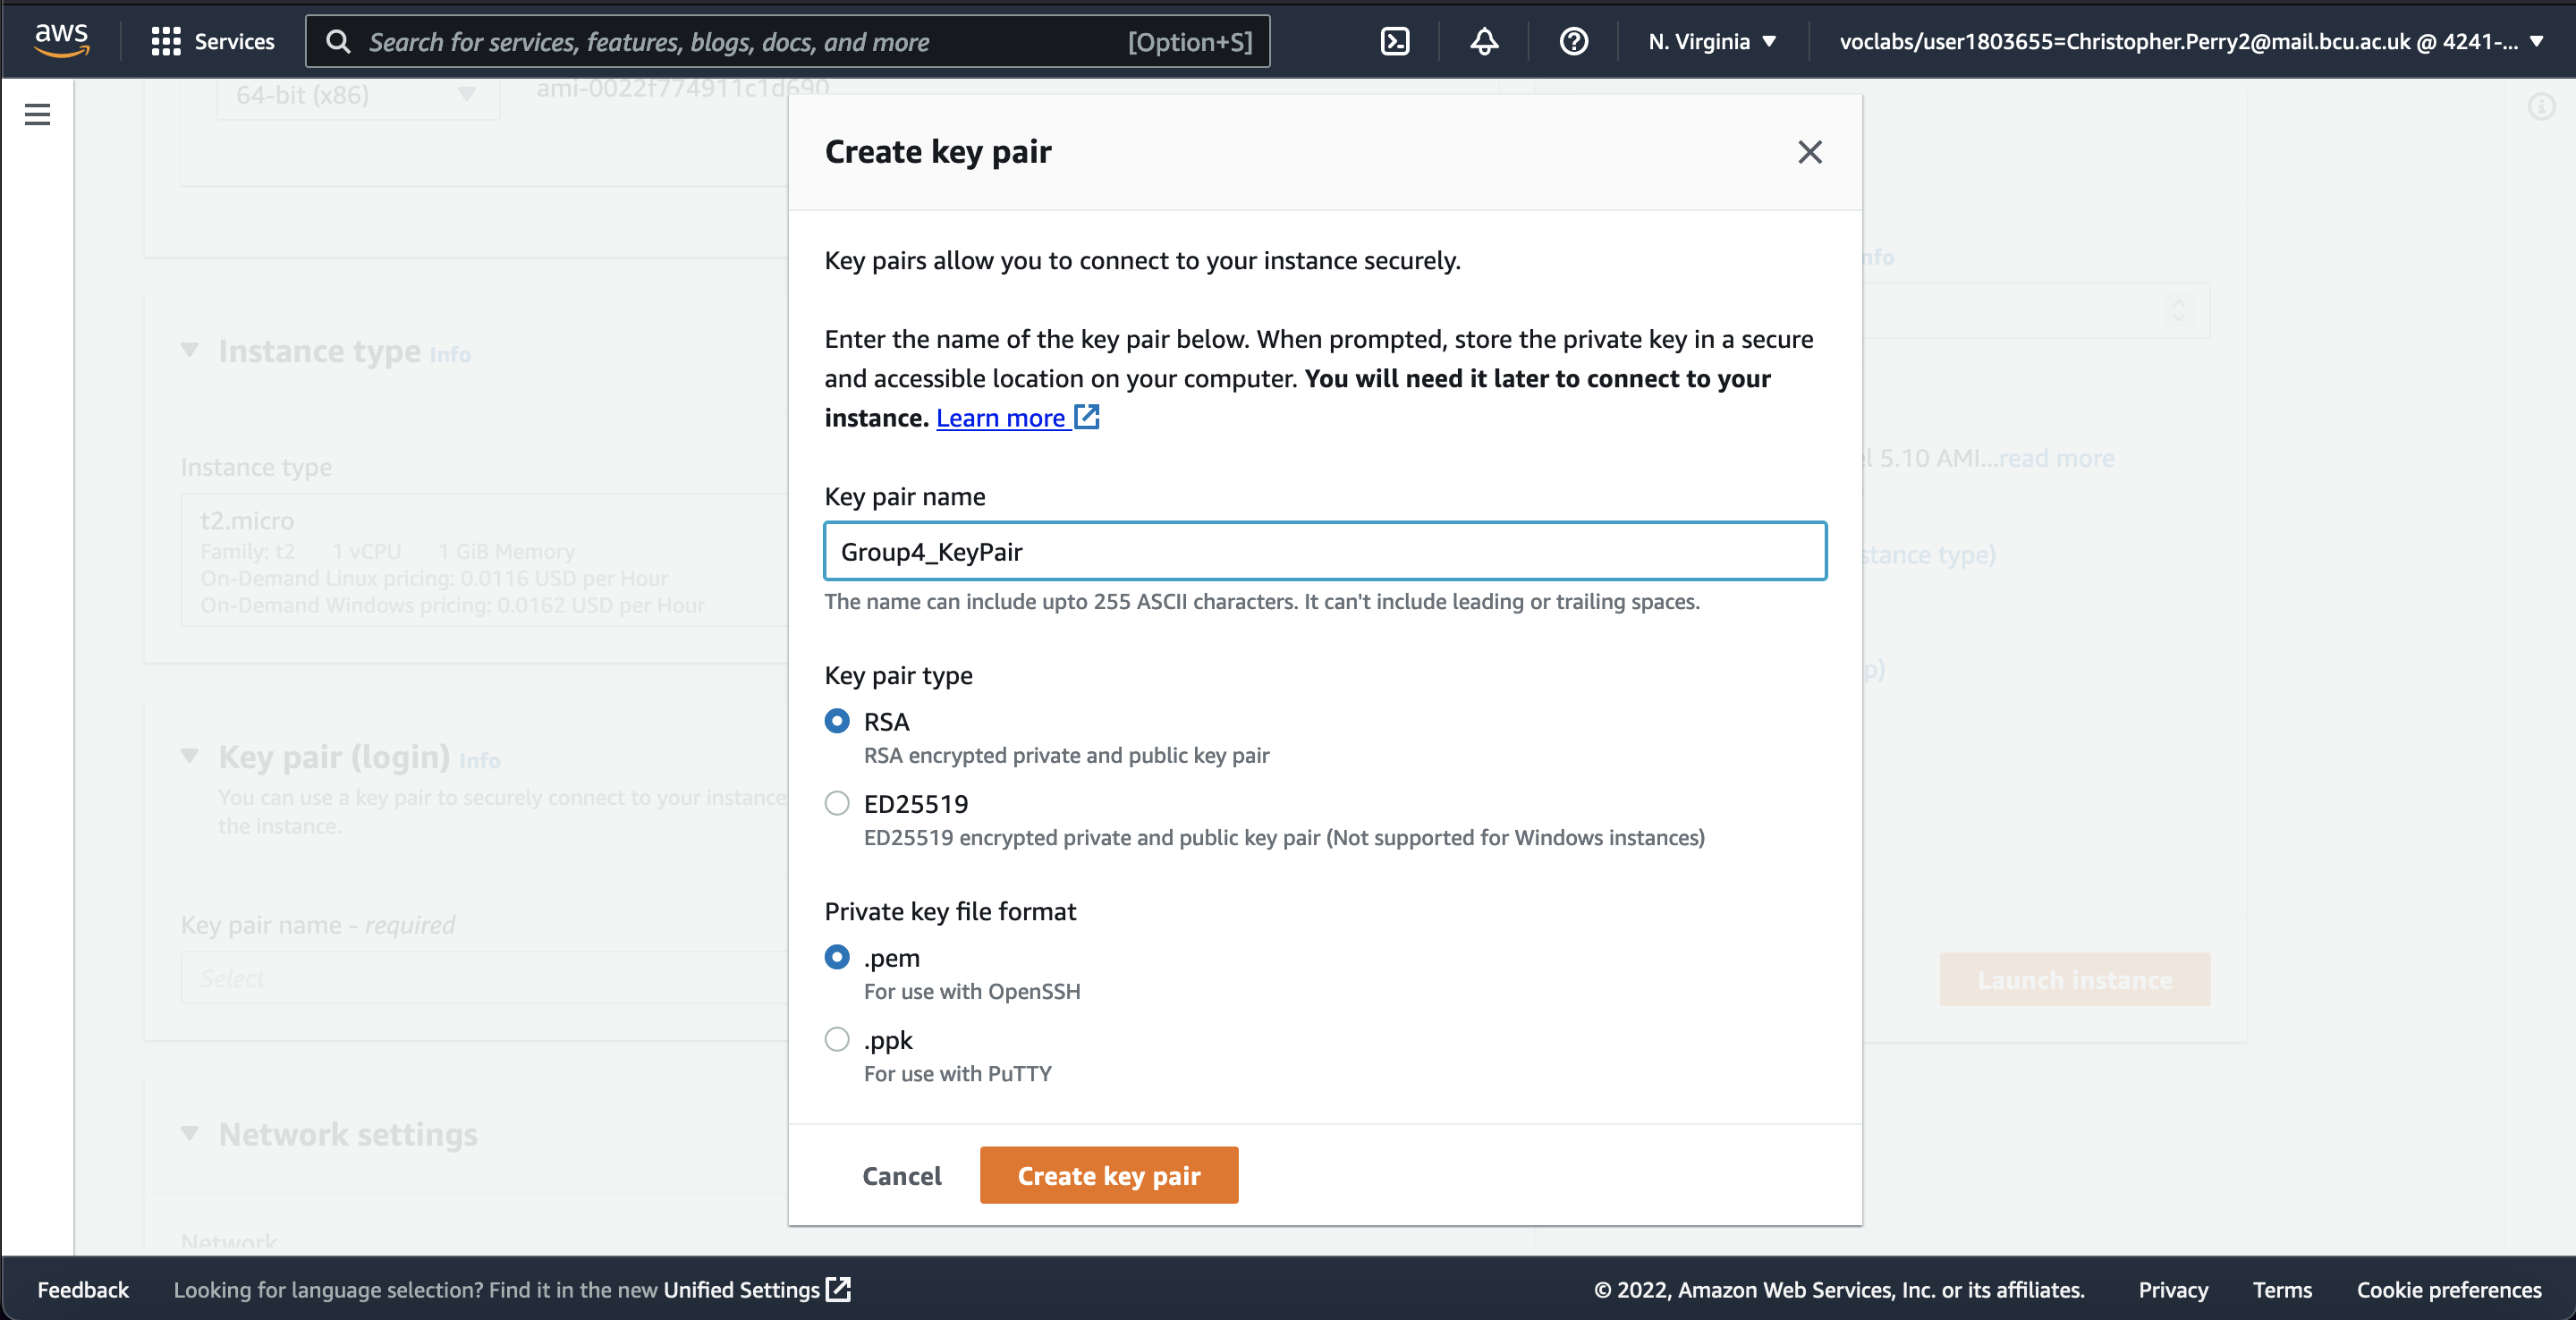 aws Services Search for services, features, blogs, docs, and more [Option+S] N. Virginia voclabs/user1803655=Christopher.Perry2@mail.bcu.ac.uk @ 4241-...
64-bit (x86) ami-0022f774911c1d690
Create key pair
Key pairs allow you to connect to your instance securely.
Enter the name of the key pair below. When prompted, store the private key in a secure
and accessible location on your computer. You will need it later to connect to your
instance. Learn more
Key pair name
Group4_KeyPair
The name can include upto 255 ASCII characters. It can't include leading or trailing spaces.
Key pair type
RSA
RSA encrypted private and public key pair
ED25519
ED25519 encrypted private and public key pair (Not supported for Windows instances)
Private key file format
.pem
For use with OpenSSH
.ppk
For use with PuTTY
Cancel Create key pair
Instance type Info
Instance type
t2.micro
Family: t2 1 vCPU 1 GiB Memory
On-Demand Linux pricing: 0.0116 USD per Hour
On-Demand Windows pricing: 0.0162 USD per Hour
Key pair (login) Info
You can use a key pair to securely connect to your instance
the instance.
Key pair name - required
Select
Network settings
Network
nfo
5.10 AMI...read more
stance type)
p)
Launch instance
Feedback Looking for language selection? Find it in the new Unified Settings © 2022, Amazon Web Services, Inc. or its affiliates. Privacy Terms Cookie preferences